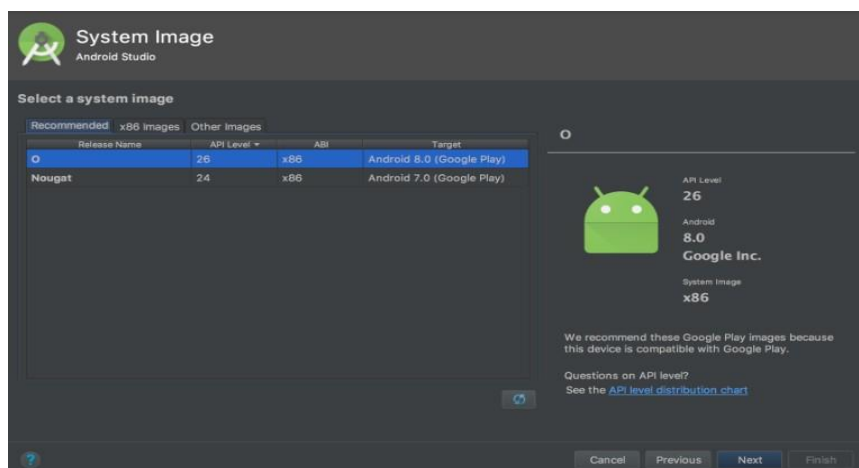 System Image
Android Studio
Select a system image
Recommended x86 Images Other Images
Release Name API Level ABI Target
O 26 x86 Android 8.0 (Google Play)
Nougat 24 x86 Android 7.0 (Google Play)
O
API Level
26
Android
8.0
Google Inc.
System Image
x86
We recommend these Google Play images because
this device is compatible with Google Play.
Questions on API level?
See the API level distribution chart
? Cancel Previous Next Finish